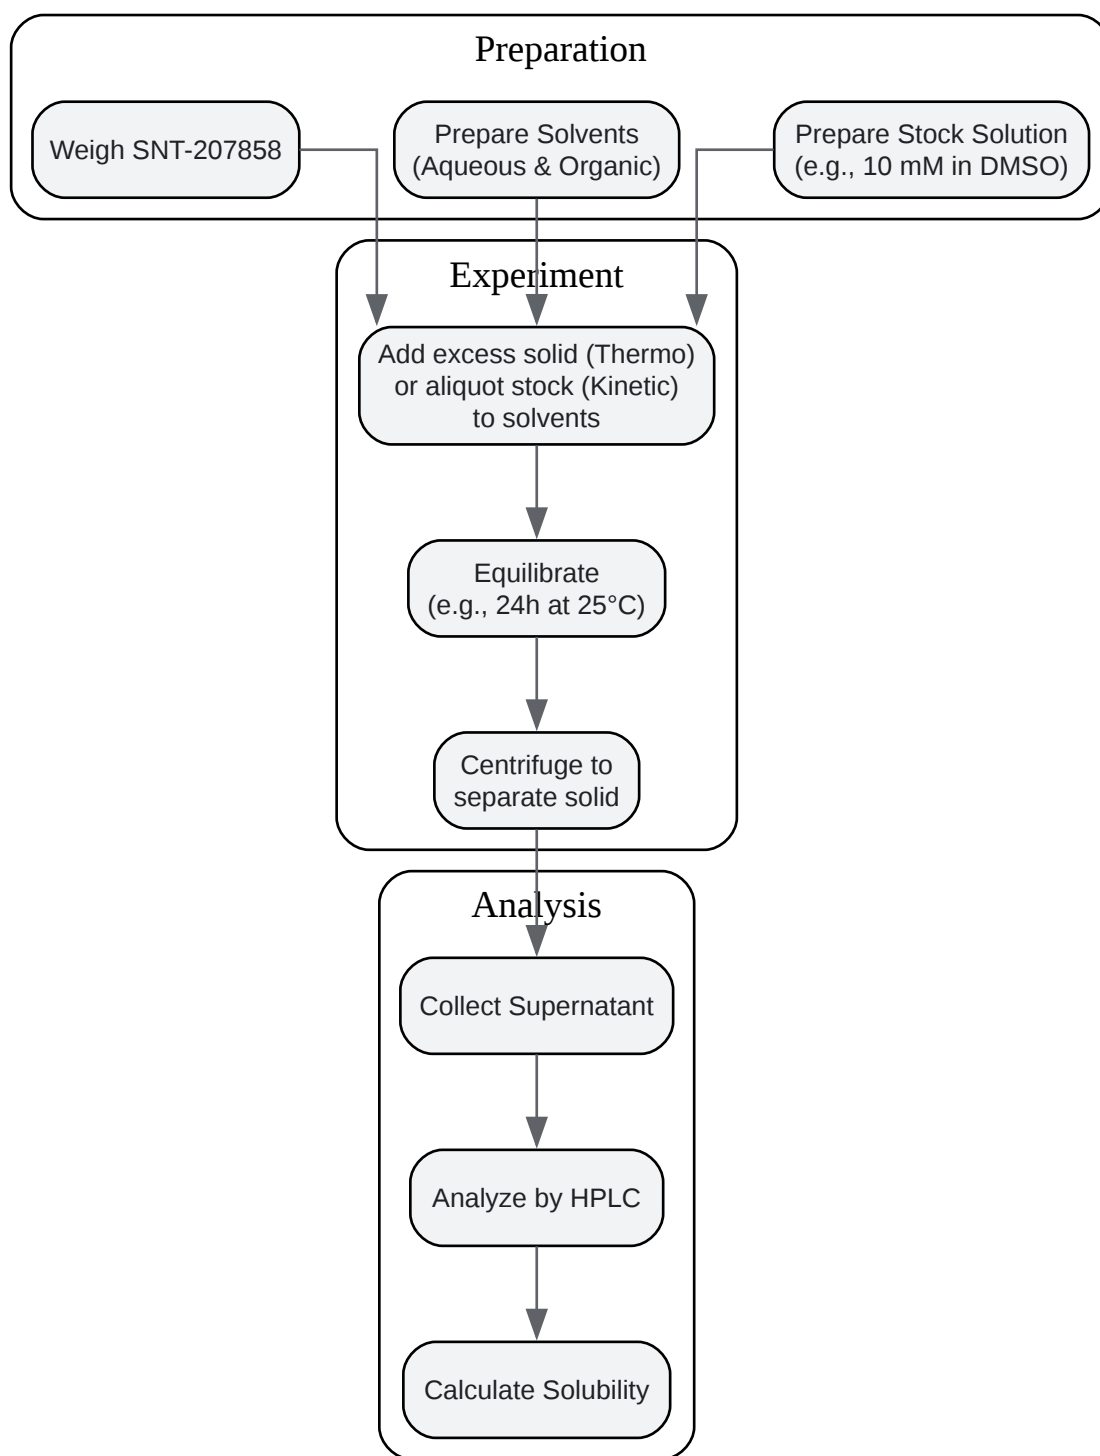 Preparation
Weigh SNT-207858
Prepare Solvents
(Aqueous & Organic)
Prepare Stock Solution
(e.g., 10 mM in DMSO)
Experiment
Add excess solid (Thermo)
or aliquot stock (Kinetic)
to solvents
Equilibrate
(e.g., 24h at 25°C)
Centrifuge to
separate solid
Analysis
Collect Supernatant
Analyze by HPLC
Calculate Solubility